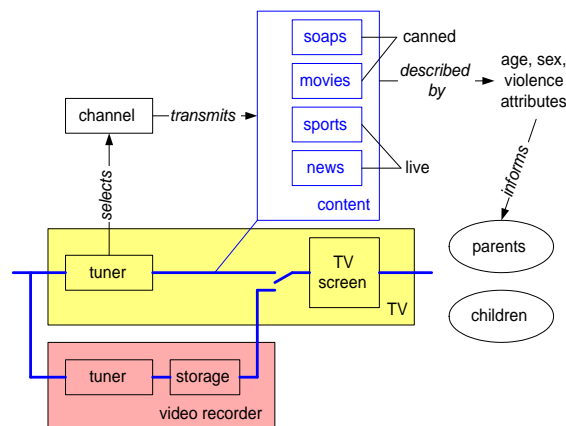 soaps
canned
movies
described
by
age, sex,
violence
attributes
channel
transmits
sports
news
live
content
selects
informs
tuner
TV
screen
TV
parents
children
tuner
storage
video recorder